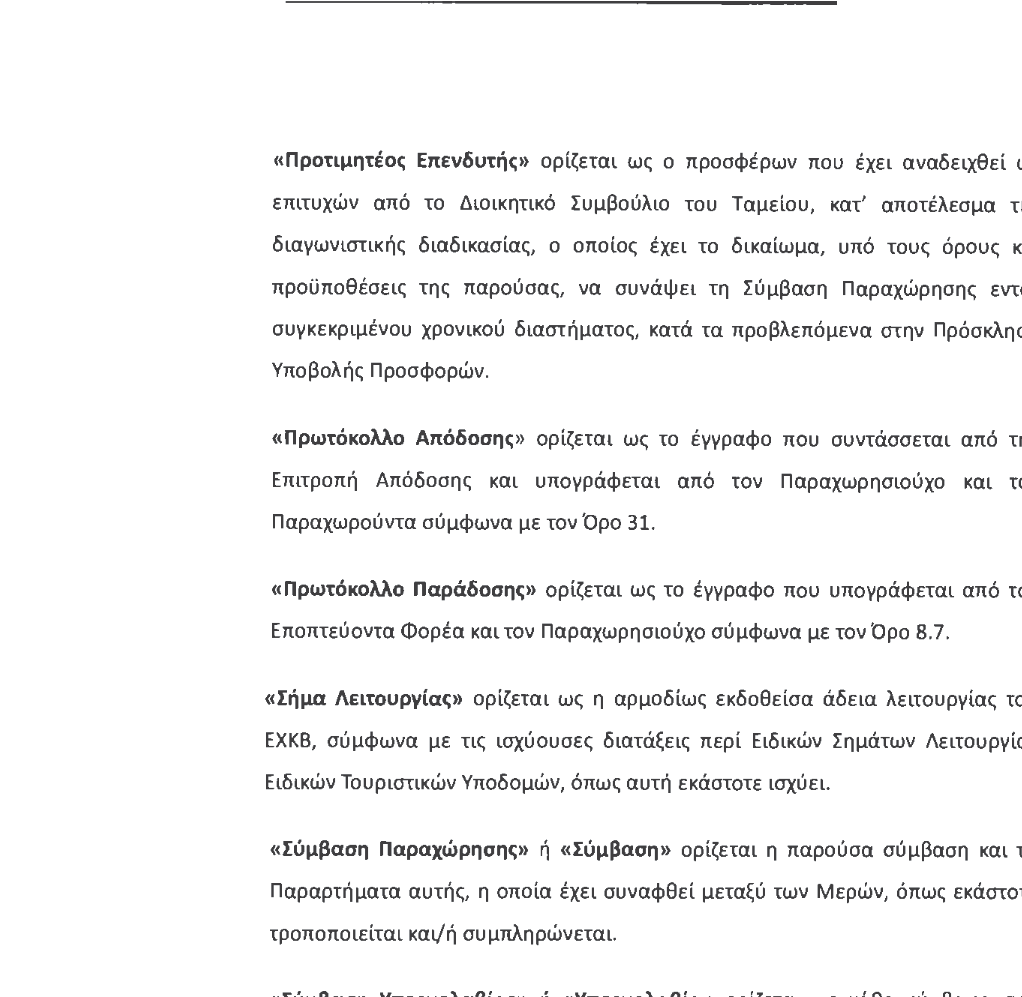 «Προτιμητέος Επενδυτής» ορίζεται ως ο προσφέρων που έχει αναδειχθεί
επιτυχών από το Διοικητικό Συμβούλιο του Ταμείου, κατ' αποτέλεσμα
διαγωνιστικής διαδικασίας, ο οποίος έχει το δικαίωμα, υπό τους όρους
προϋποθέσεις της παρούσας, να συνάψει τη Σύμβαση Παραχώρησης
συγκεκριμένου χρονικού διαστήματος, κατά τα προβλεπόμενα στην
Υποβολής Προσφορών.
«Πρωτόκολλο Απόδοσης» ορίζεται ως το έγγραφο που συντάσσεται από
Επιτροπή Απόδοσης και υπογράφεται από τον Παραχωρησιούχο και
Παραχωρούντα σύμφωνα με τον Όρο 31.
«Πρωτόκολλο Παράδοσης» ορίζεται ως το έγγραφο που υπογράφεται από
Εποπτεύοντα Φορέα και τον Παραχωρησιούχο σύμφωνα με τον Όρο 8.7.
«Σήμα Λειτουργίας» ορίζεται ως η αρμοδίως εκδοθείσα άδεια λειτουργίας
ΕΧΚΒ, σύμφωνα με τις ισχύουσες διατάξεις περί Ειδικών Σημάτων
Ειδικών Τουριστικών Υποδομών, όπως αυτή εκάστοτε ισχύει.
«Σύμβαση Παραχώρησης» ή «Σύμβαση» ορίζεται η παρούσα σύμβαση και
Παραρτήματα αυτής, η οποία έχει συναφθεί μεταξύ των Μερών, όπως
τροποποιείται και/ή συμπληρώνεται.